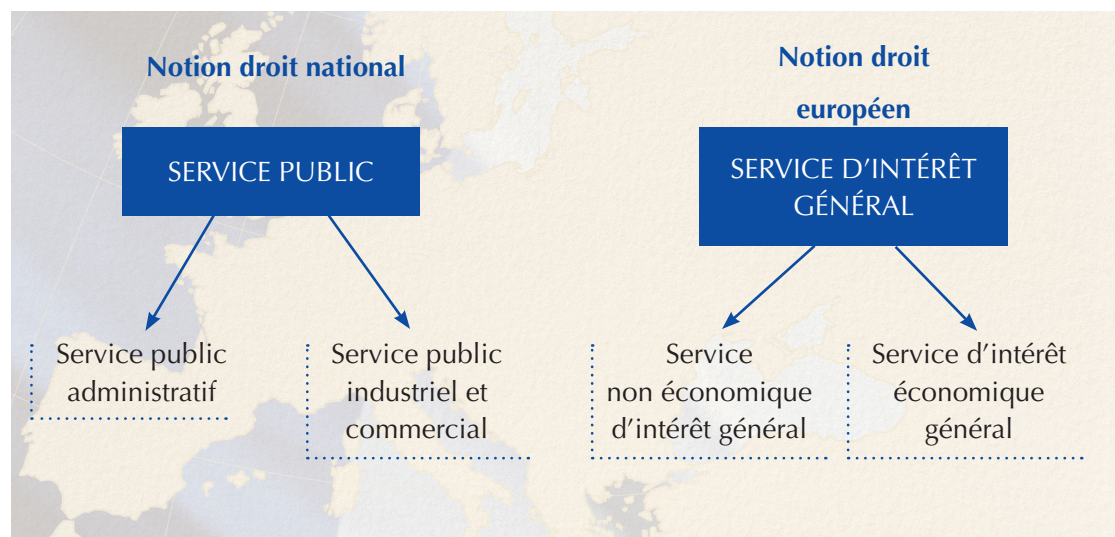 Notion droit national
SERVICE PUBLIC
Service public
administratif
Service public
industriel et
commercial
Notion droit
européen
SERVICE D'INTÉRÊT
GÉNÉRAL
Service
non économique
d'intérêt général
Service d'intérêt
économique
général